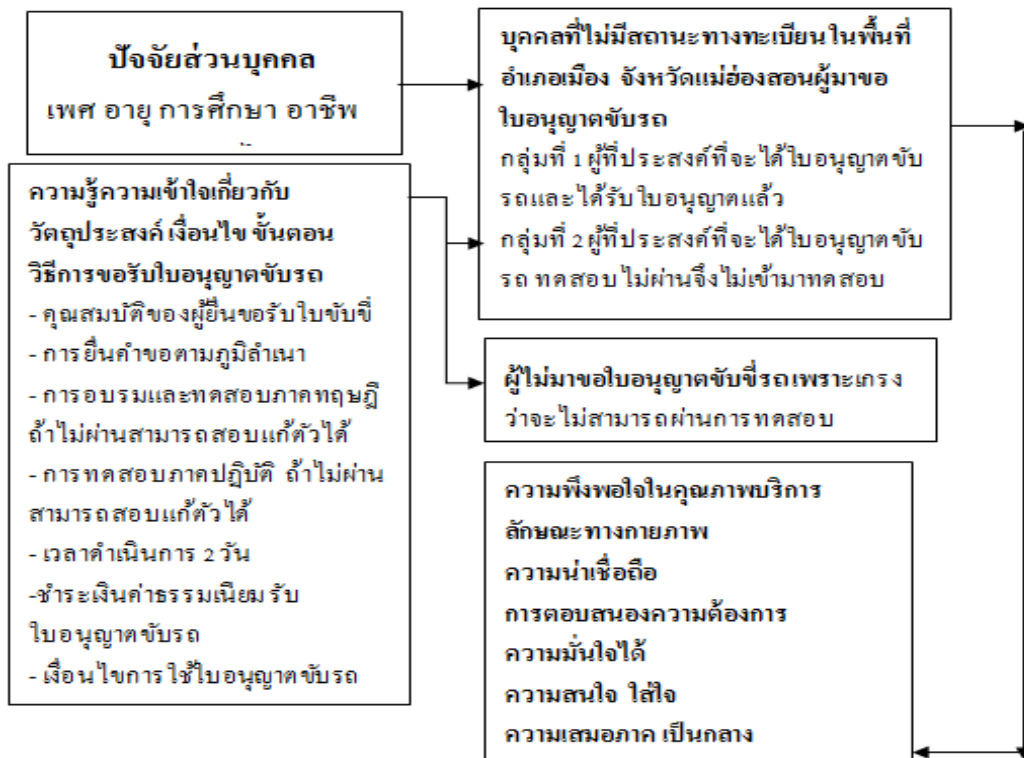 ปัจจัยส่วนบุคคล
เพศ อายุ การศึกษา อาชีพ
ความรู้ความเข้าใจเกี่ยวกับ
วัตถุประสงค์ เงื่อนไข ขั้นตอน
วิธีการขอรับใบอนุญาตขับรถ
- คุณสมบัติของผู้ยื่นขอรับใบขับขี่
- การยื่นคำขอตามภูมิลำเนา
- การอบรมและทดสอบภาคทฤษฎี
ถ้าไม่ผ่านสามารถสอบแก้ตัวได้
- การทดสอบภาคปฏิบัติ ถ้าไม่ผ่าน
สามารถสอบแก้ตัวได้
- เวลาดำเนินการ 2 วัน
-ชำระเงินค่าธรรมเนียม รับ
ใบอนุญาตขับรถ
- เงื่อนไขการใช้ใบอนุญาตขับรถ
บุคคลที่ไม่มีสถานะทางทะเบียน ในพื้นที่
อำเภอเมือง จังหวัดแม่ฮ่องสอนผู้มาขอ
ใบอนุญาตขับรถ
กลุ่มที่ 1 ผู้ที่ประสงค์ที่จะได้ใบอนุญาตขับ
รถและได้รับใบอนุญาตแล้ว
กลุ่มที่ 2 ผู้ที่ประสงค์ที่จะได้ใบอนุญาตขับ
รถ ทดสอบ ไม่ผ่านจึงไม่เข้ามาทดสอบ
ผู้ไม่มาขอใบอนุญาตขับขี่รถเพราะเกรง
ว่าจะไม่สามารถผ่านการทดสอบ
ความพึงพอใจในคุณภาพบริการ
ลักษณะทางกายภาพ
ความน่าเชื่อถือ
การตอบสนองความต้องการ
ความมั่นใจได้
ความสนใจ ใส่ใจ
ความเสมอภาค เป็นกลาง